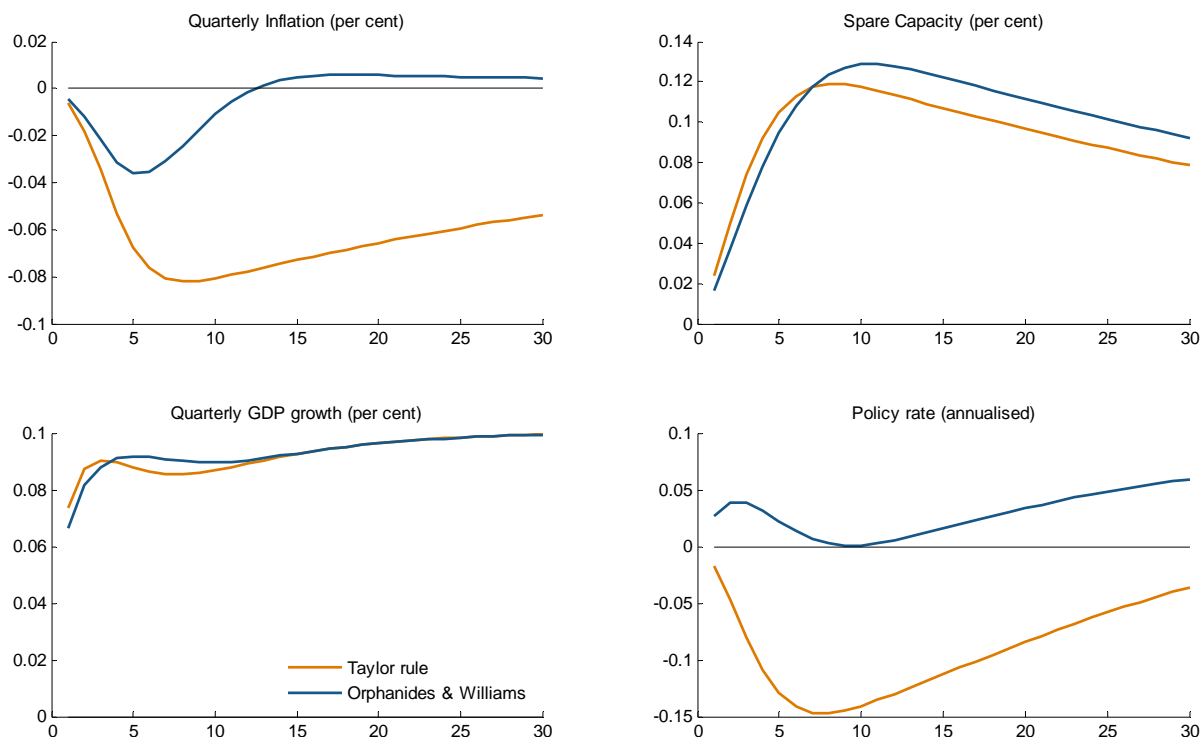 Quarterly Inflation (per cent)
0.02
0
-0.02
-0.04
-0.06
-0.08
-0.1
0 5 10 15 20 25 30
Spare Capacity (per cent)
0.14
0.12
0.1
0.08
0.06
0.04
0.02
0
0 5 10 15 20 25 30
Quarterly GDP growth (per cent)
0.1
0.08
0.06
0.04
0.02
0
Taylor rule
Orphanides & Williams
0 5 10 15 20 25 30
Policy rate (annualised)
0.1
0.05
0
-0.05
-0.1
-0.15
0 5 10 15 20 25 30